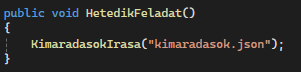 public void HetedikFeladat()
{
KimaradasokIrasa("kimaradasok.json");
}